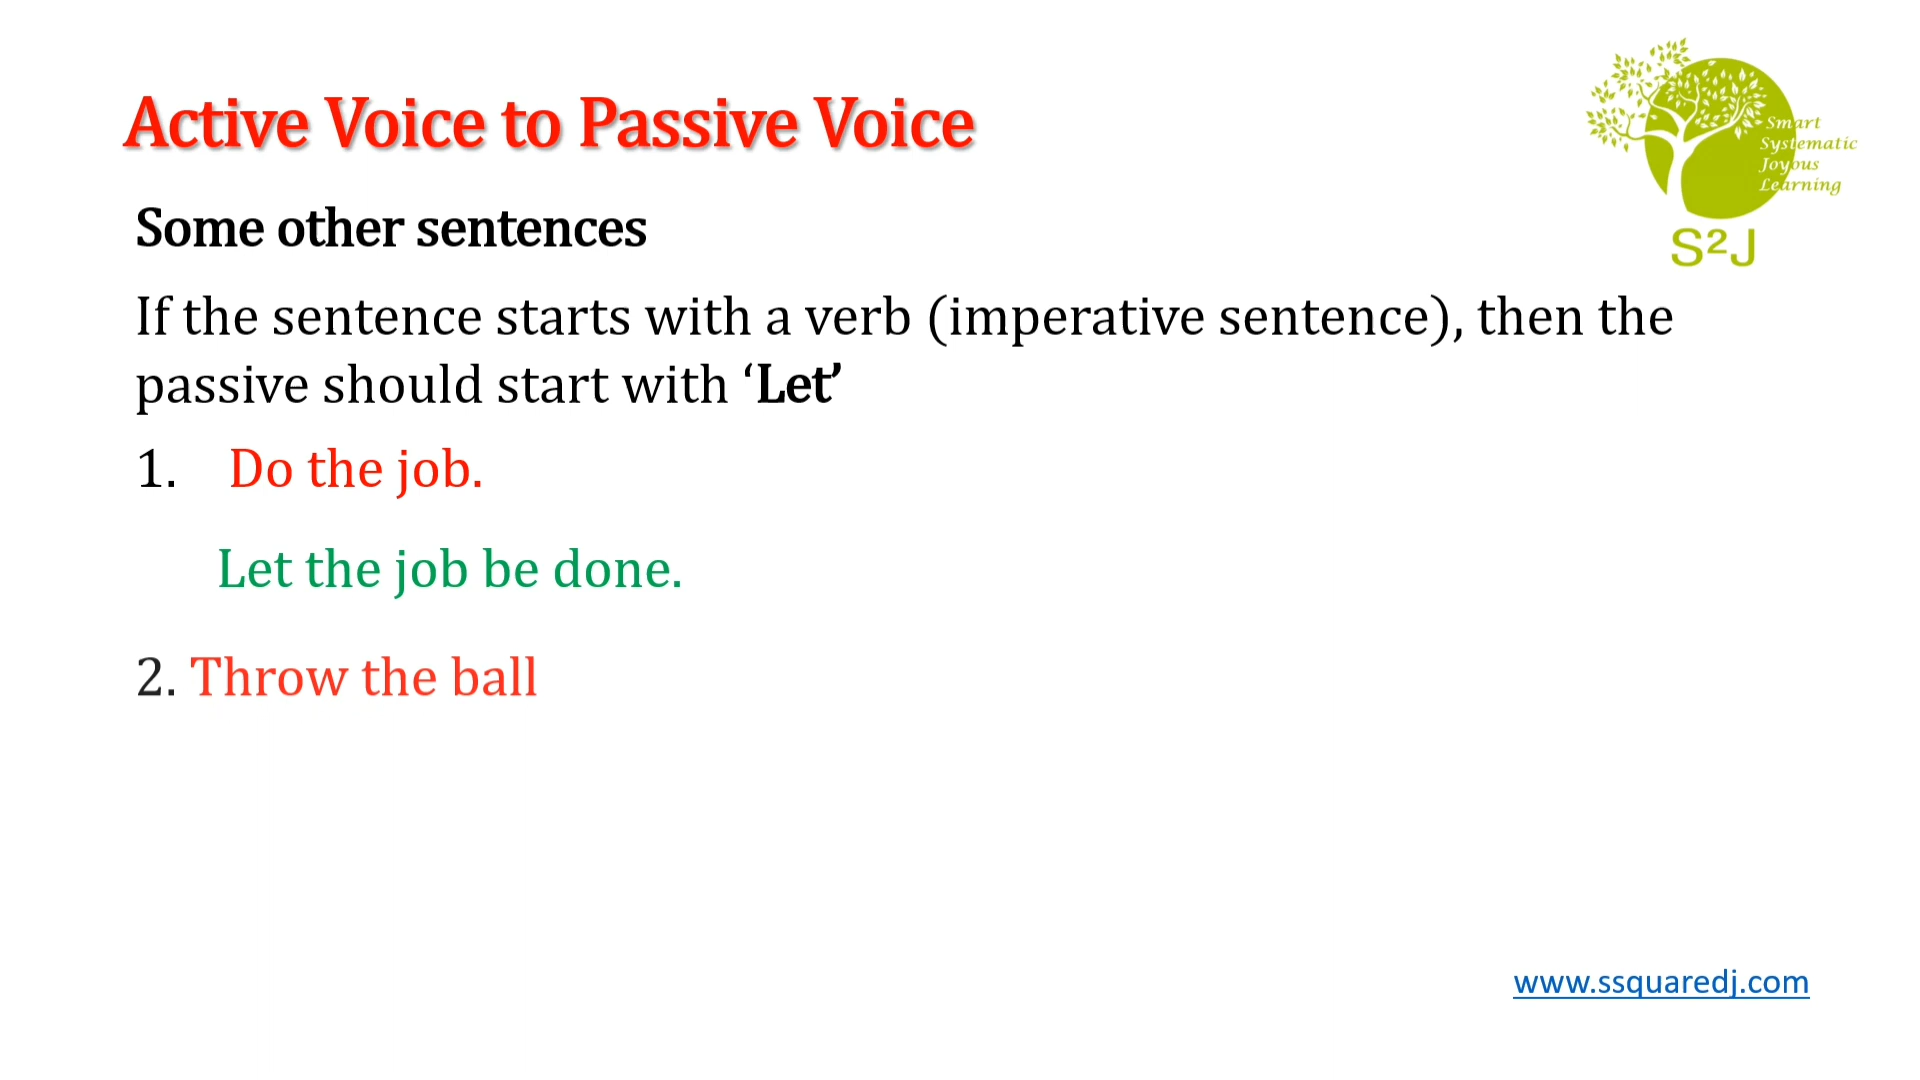 Active Voice to Passive Voice
Smart
Systematic
Joyous
Learning
S²J
Some other sentences
If the sentence starts with a verb (imperative sentence), then the
passive should start with ‘Let’
1. Do the job.
Let the job be done.
2. Throw the ball
www.ssquaredj.com